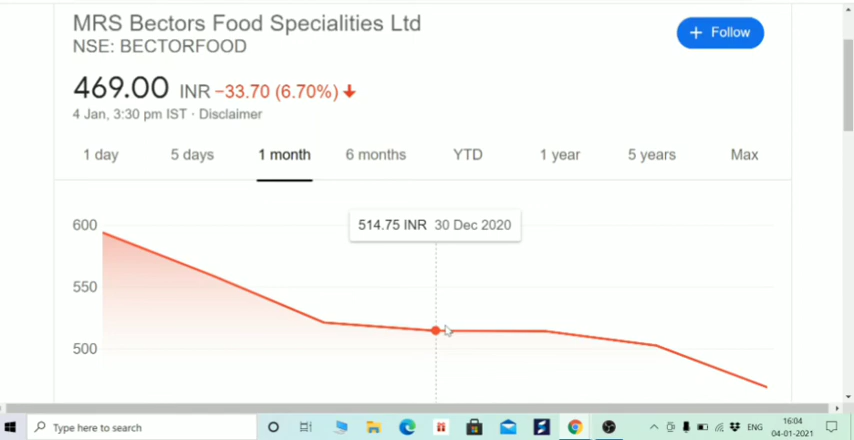 MRS Bectors Food Specialities Ltd
NSE: BECTORFOOD
+ Follow
469.00 INR −33.70 (6.70%)
4 Jan, 3:30 pm IST · Disclaimer
1 day 5 days 1 month 6 months YTD 1 year 5 years Max
514.75 INR 30 Dec 2020
600
550
500
Type here to search
ENG
16:04
04-01-2021